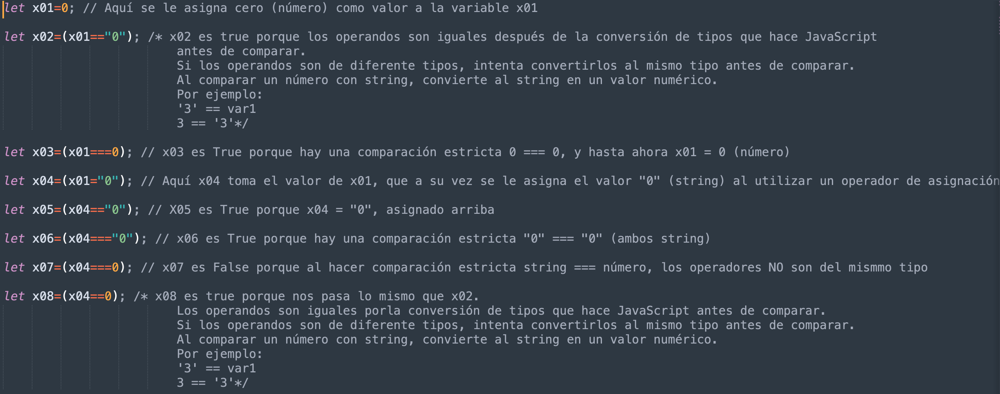 let x01=0; // Aquí se le asigna cero (número) como valor a la variable x01
let x02=(x01=="0"); /* x02 es true porque los operandos son iguales después de la conversión de tipos que hace JavaScript
antes de comparar.
Si los operandos son de diferente tipos, intenta convertirlos al mismo tipo antes de comparar.
Al comparar un número con string, convierte al string en un valor numérico.
Por ejemplo:
'3' == var1
3 == '3'*/
let x03=(x01===0); // x03 es True porque hay una comparación estricta 0 === 0, y hasta ahora x01 = 0 (número)
let x04=(x01="0"); // Aquí x04 toma el valor de x01, que a su vez se le asigna el valor "0" (string) al utilizar un operador de asignación
let x05=(x04=="0"); // X05 es True porque x04 = "0", asignado arriba
let x06=(x04==="0"); // x06 es True porque hay una comparación estricta "0" === "0" (ambos string)
let x07=(x04===0); // x07 es False porque al hacer comparación estricta string === número, los operadores NO son del mismmo tipo
let x08=(x04==0); /* x08 es true porque nos pasa lo mismo que x02.
Los operandos son iguales porla conversión de tipos que hace JavaScript antes de comparar.
Si los operandos son de diferente tipos, intenta convertirlos al mismo tipo antes de comparar.
Al comparar un número con string, convierte al string en un valor numérico.
Por ejemplo:
'3' == var1
3 == '3'*/